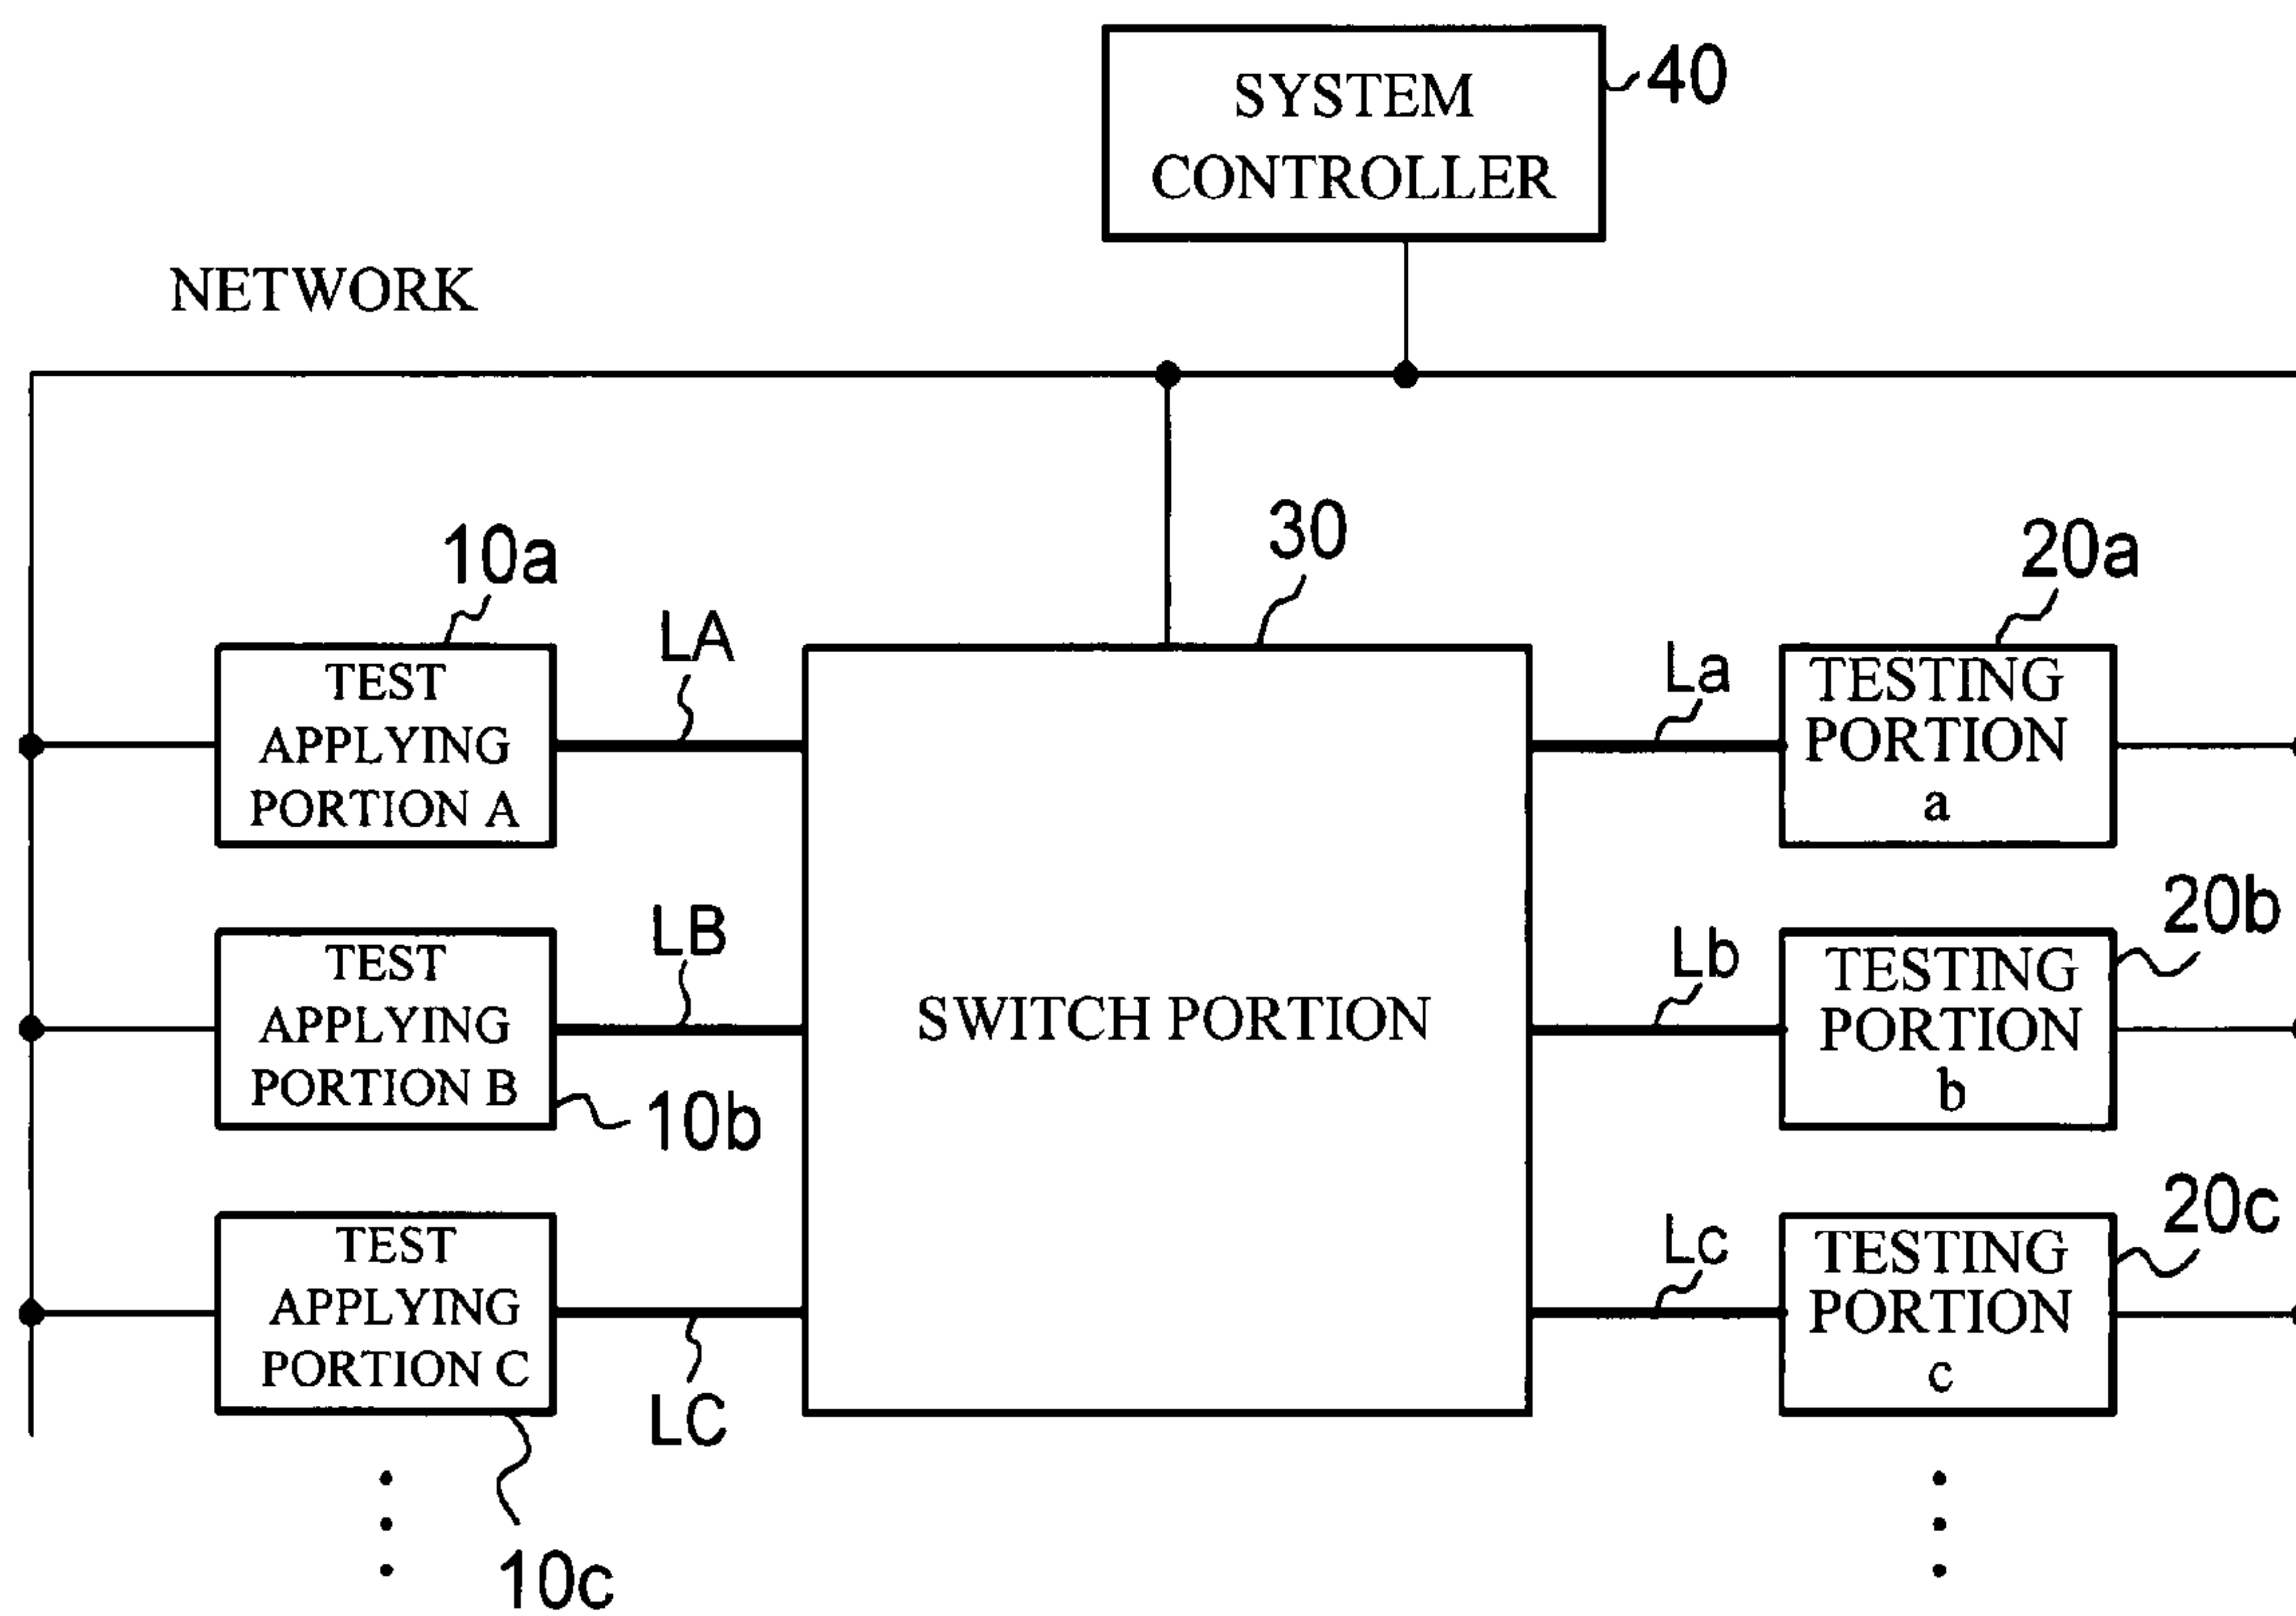 SYSTEM
CONTROLLER
40
NETWORK
10a
30
20a
TEST
APPLYING
PORTION A
LA
La
TESTING
PORTION
a
TEST
APPLYING
PORTION B
LB
10b
SWITCH PORTION
Lb
TESTING
PORTION
b
20b
TEST
APPLYING
PORTION C
LC
10c
Lc
TESTING
PORTION
c
20c